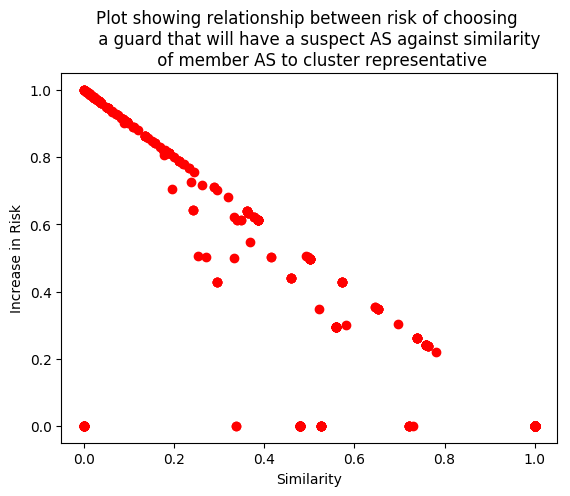 Plot showing relationship between risk of choosing
a guard that will have a suspect AS against similarity
of member AS to cluster representative
1.0
0.8
0.6
0.4
0.2
0.0
Increase in Risk
0.0 0.2 0.4 0.6 0.8 1.0
Similarity